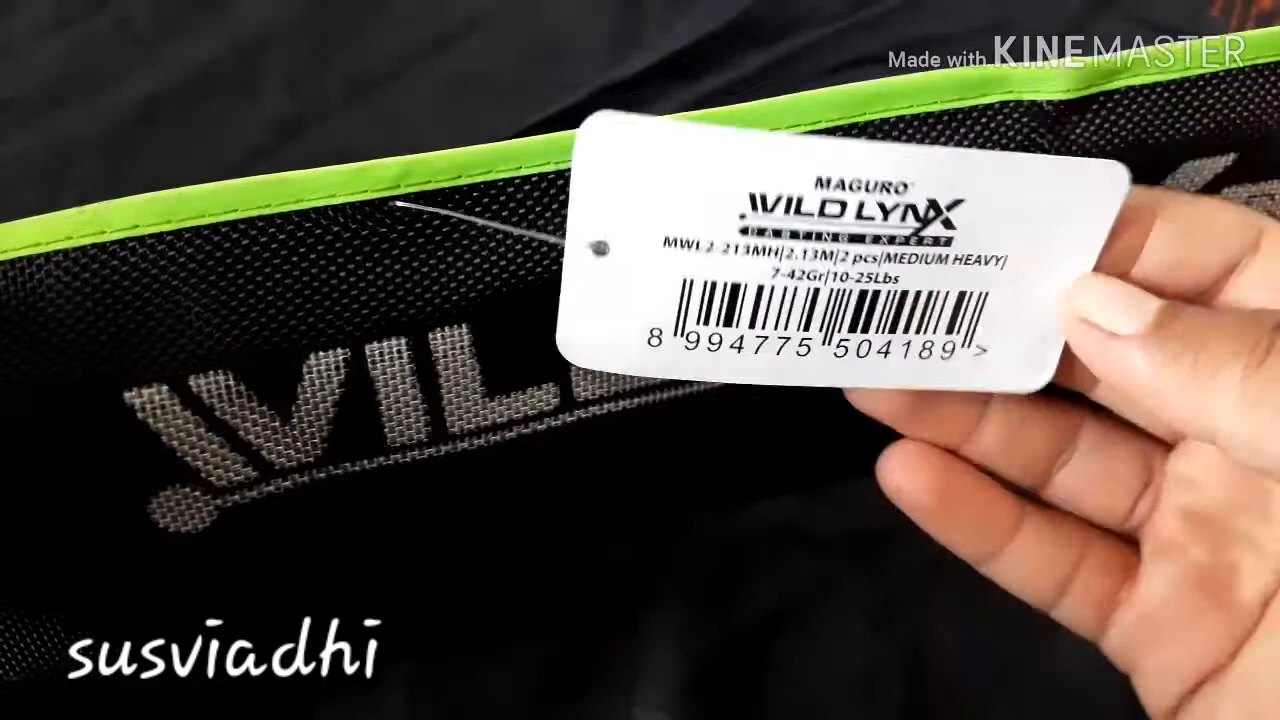 Made with KINEMASTER
MAGURO
WILD LYNX
CASTING EXPERT
MWL2-213MH|2.13M|2 pcs|MEDIUM HEAVY|
7-42Gr|10-25Lbs
8 994775 504189 >
WILD
susviadhi